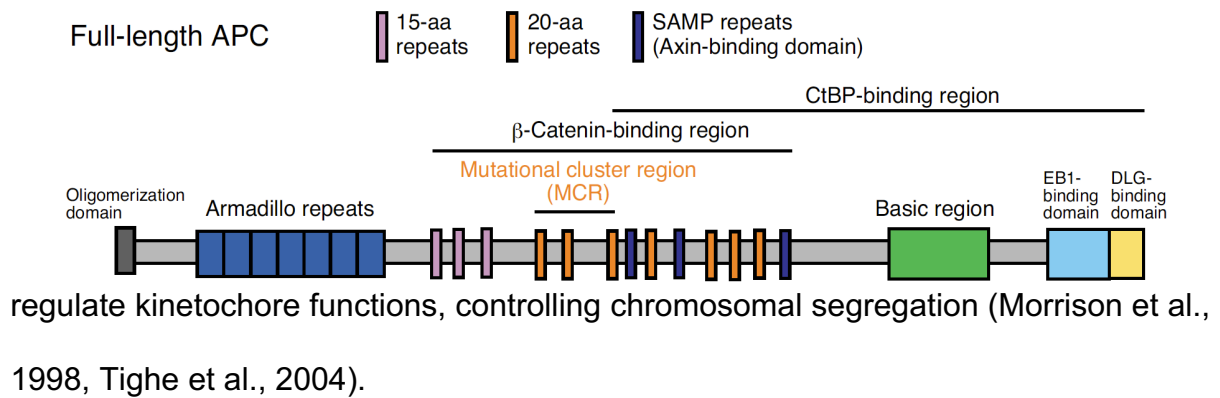 Full-length APC
15-aa
repeats
20-aa
repeats
SAMP repeats
(Axin-binding domain)
CtBP-binding region
β-Catenin-binding region
Mutational cluster region
(MCR)
Oligomerization
domain
Armadillo repeats
Basic region
EB1-
binding
domain
DLG-
binding
domain
regulate kinetochore functions, controlling chromosomal segregation (Morrison et al.,
1998, Tighe et al., 2004).